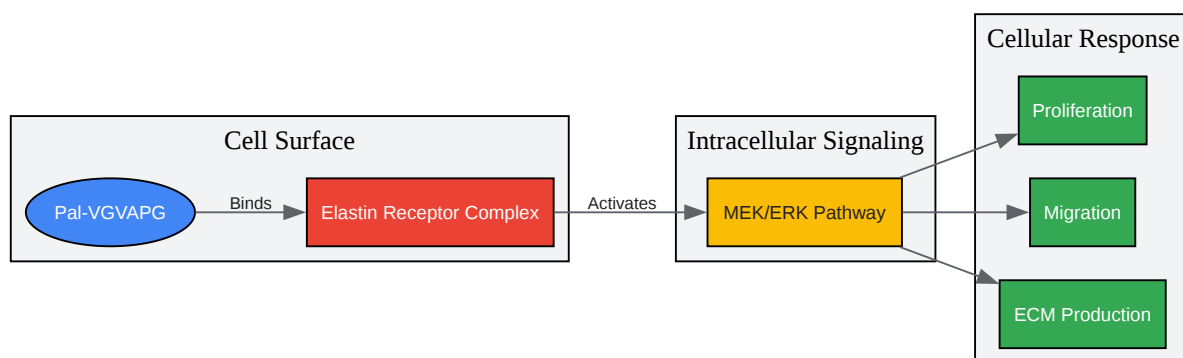 Cell Surface
Pal-VGVAPG
Binds
Elastin Receptor Complex
Activates
Intracellular Signaling
MEK/ERK Pathway
Cellular Response
Proliferation
Migration
ECM Production